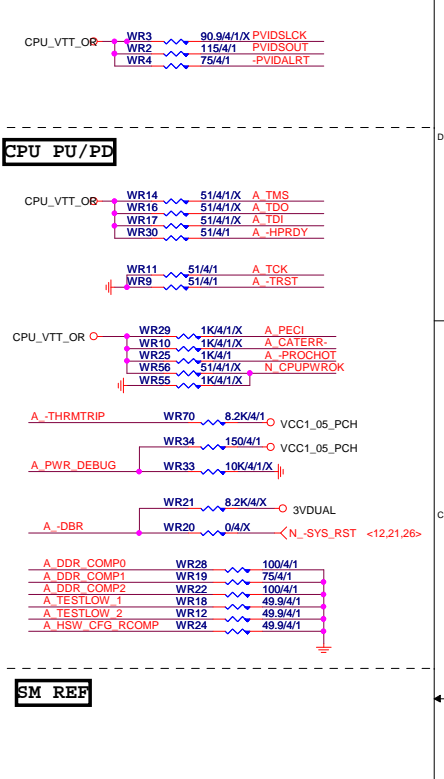 WR3 90.9/4/1/X PVIDSLCK
CPU_VTT_OR WR2 115/4/1 PVIDSOUT
WR4 75/4/1 -PVIDALRT
D
CPU PU/PD
WR14 51/4/1/X A_TMS
CPU_VTT_OR WR16 51/4/1/X A_TDO
WR17 51/4/1/X A_TDI
WR30 51/4/1 A_-HPRDY
WR11 51/4/1 A_TCK
WR9 51/4/1 A_-TRST
WR29 1K/4/1/X A_PECI
CPU_VTT_OR WR10 1K/4/1/X A_CATERR-
WR25 1K/4/1 A_-PROCHOT
WR56 51/4/1/X N_CPUPWROK
WR55 1K/4/1/X
A_-THRMTRIP WR70 8.2K/4/1 VCC1_05_PCH
WR34 150/4/1 VCC1_05_PCH
A_PWR_DEBUG WR33 10K/4/1/X
WR21 8.2K/4/X 3VDUAL
C
A_-DBR WR20 0/4/X N_-SYS_RST <12,21,26>
A_DDR_COMP0 WR28 100/4/1
A_DDR_COMP1 WR19 75/4/1
A_DDR_COMP2 WR22 100/4/1
A_TESTLOW_1 WR18 49.9/4/1
A_TESTLOW_2 WR12 49.9/4/1
A_HSW_CFG_RCOMP WR24 49.9/4/1
SM REF